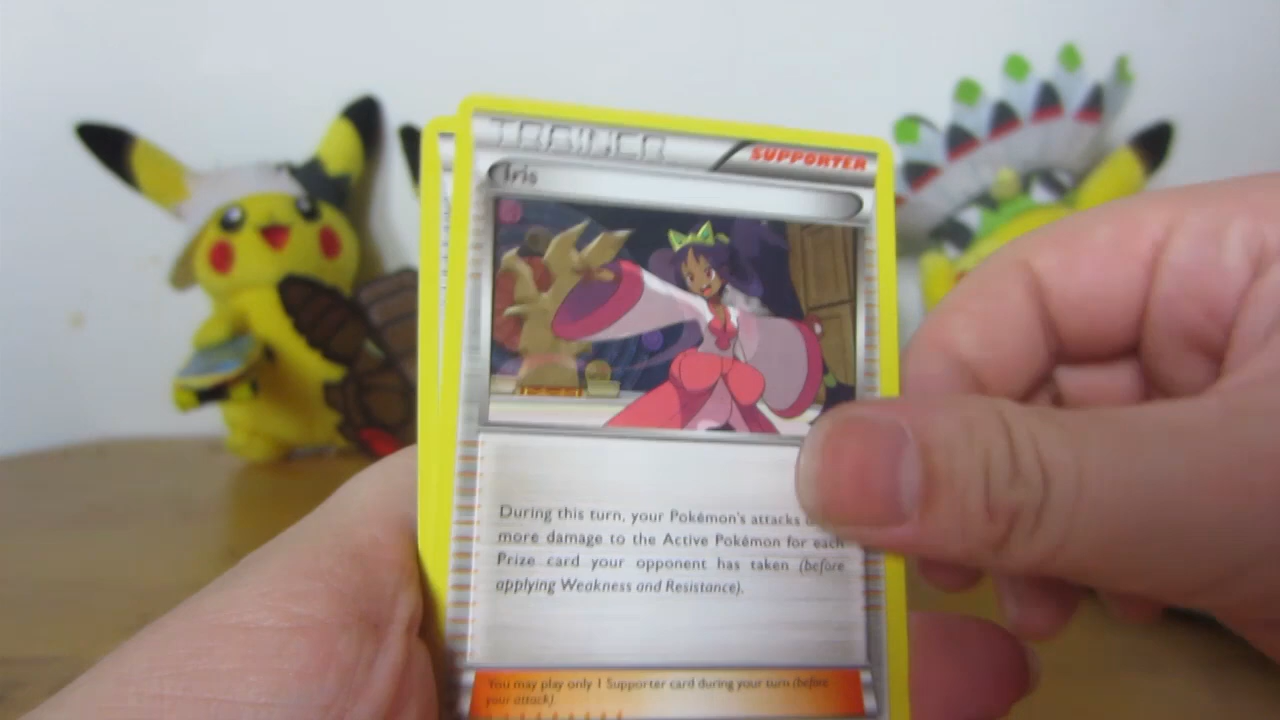 TRAINER
SUPPORTER
Iris
During this turn, your Pokémon's attacks
more damage to the Active Pokémon for each
Prize card your opponent has taken (before
applying Weakness and Resistance).
You may play only 1 Supporter card during your turn (before
your attack).